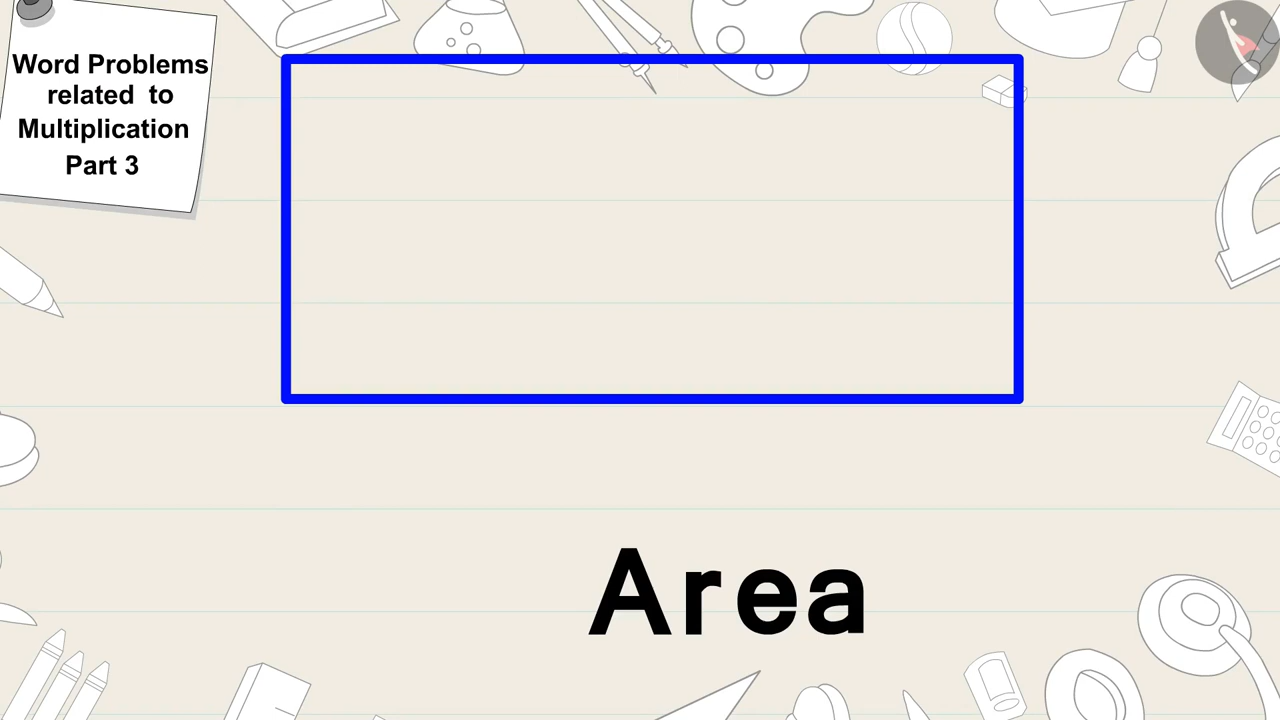 Word Problems
related to
Multiplication
Part 3
Area